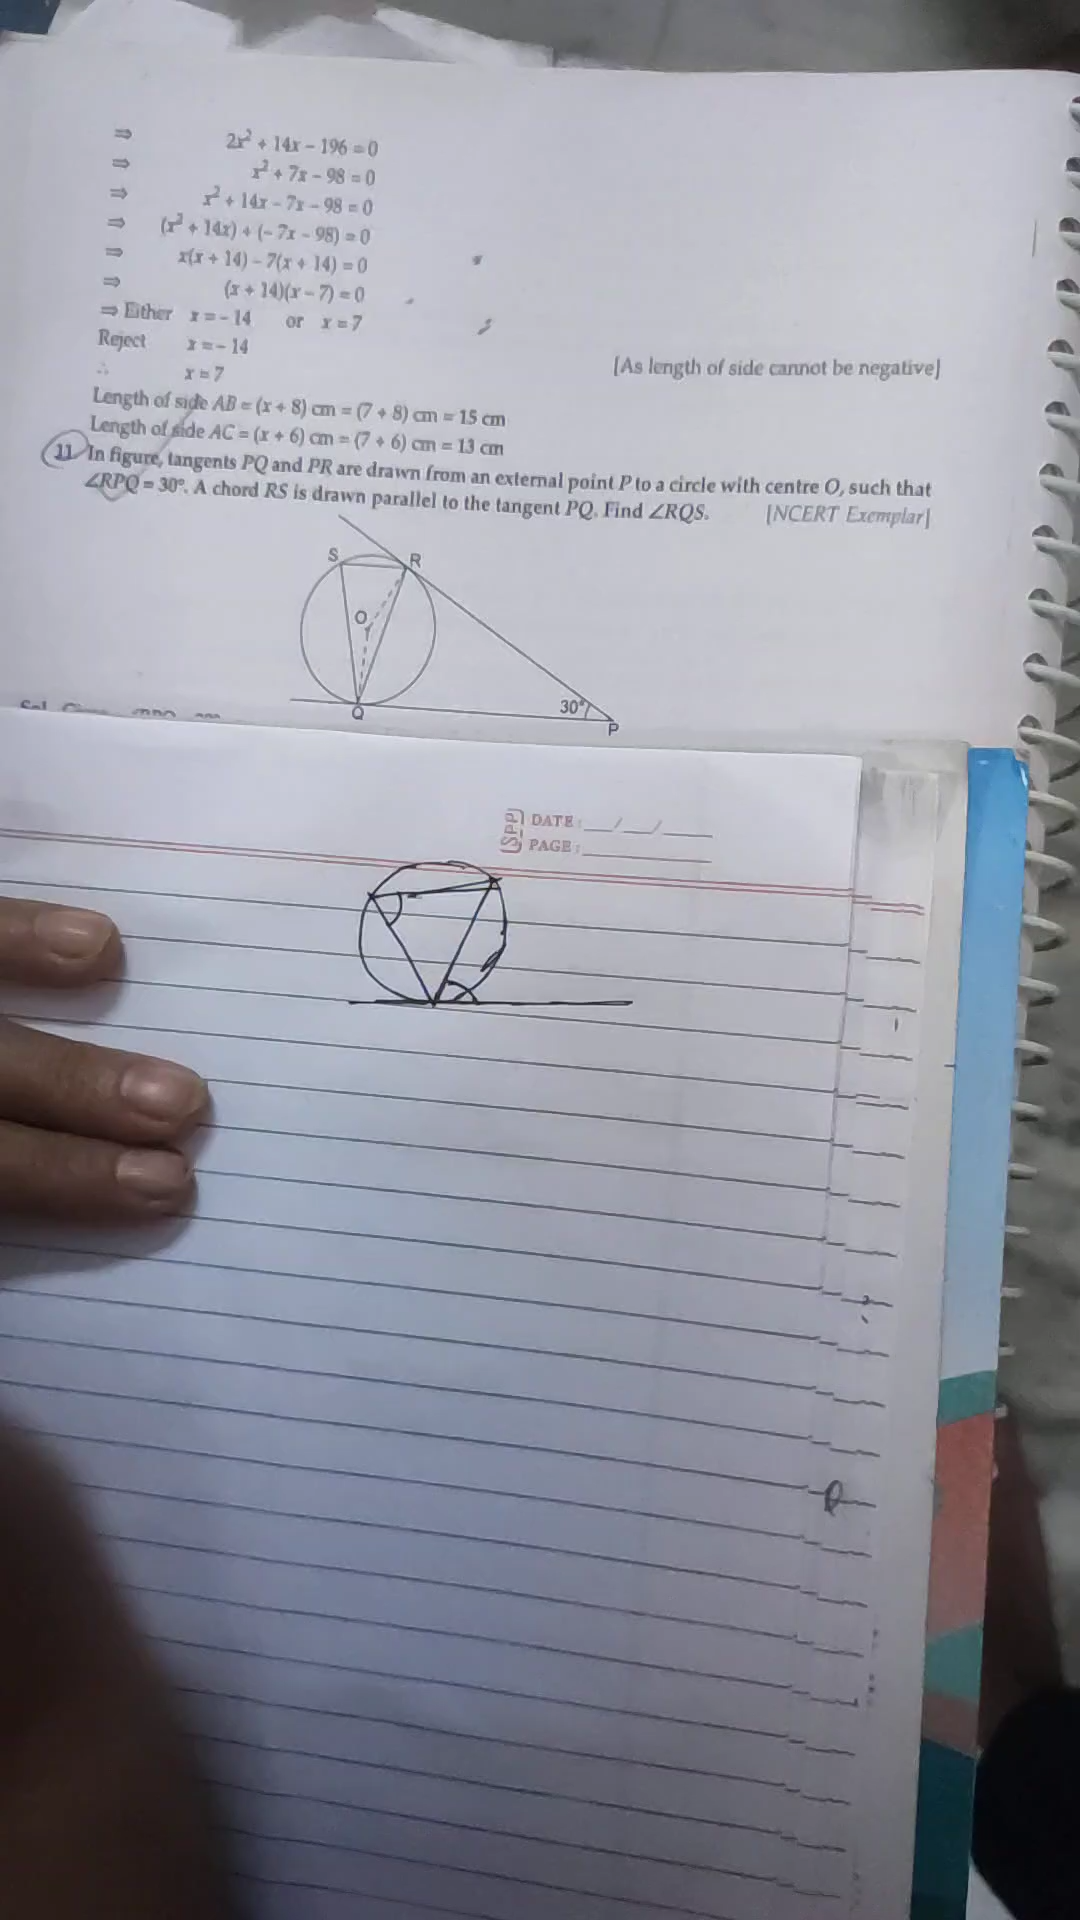 ⇒ 2x² + 14x – 196 = 0
⇒ x² + 7x – 98 = 0
⇒ x² + 14x – 7x – 98 = 0
⇒ (x² + 14x) + (– 7x – 98) = 0
⇒ x(x + 14) – 7(x + 14) = 0
⇒ (x + 14)(x – 7) = 0
⇒ Either x = – 14 or x = 7
Reject x = – 14 [As length of side cannot be negative]
∴ x = 7
Length of side AB = (x + 8) cm = (7 + 8) cm = 15 cm
Length of side AC = (x + 6) cm = (7 + 6) cm = 13 cm
11 In figure, tangents PQ and PR are drawn from an external point P to a circle with centre O, such that
∠RPQ = 30°. A chord RS is drawn parallel to the tangent PQ. Find ∠RQS. [NCERT Exemplar]
S R
O
30°
Q P
SPP DATE: __/__/__
PAGE: